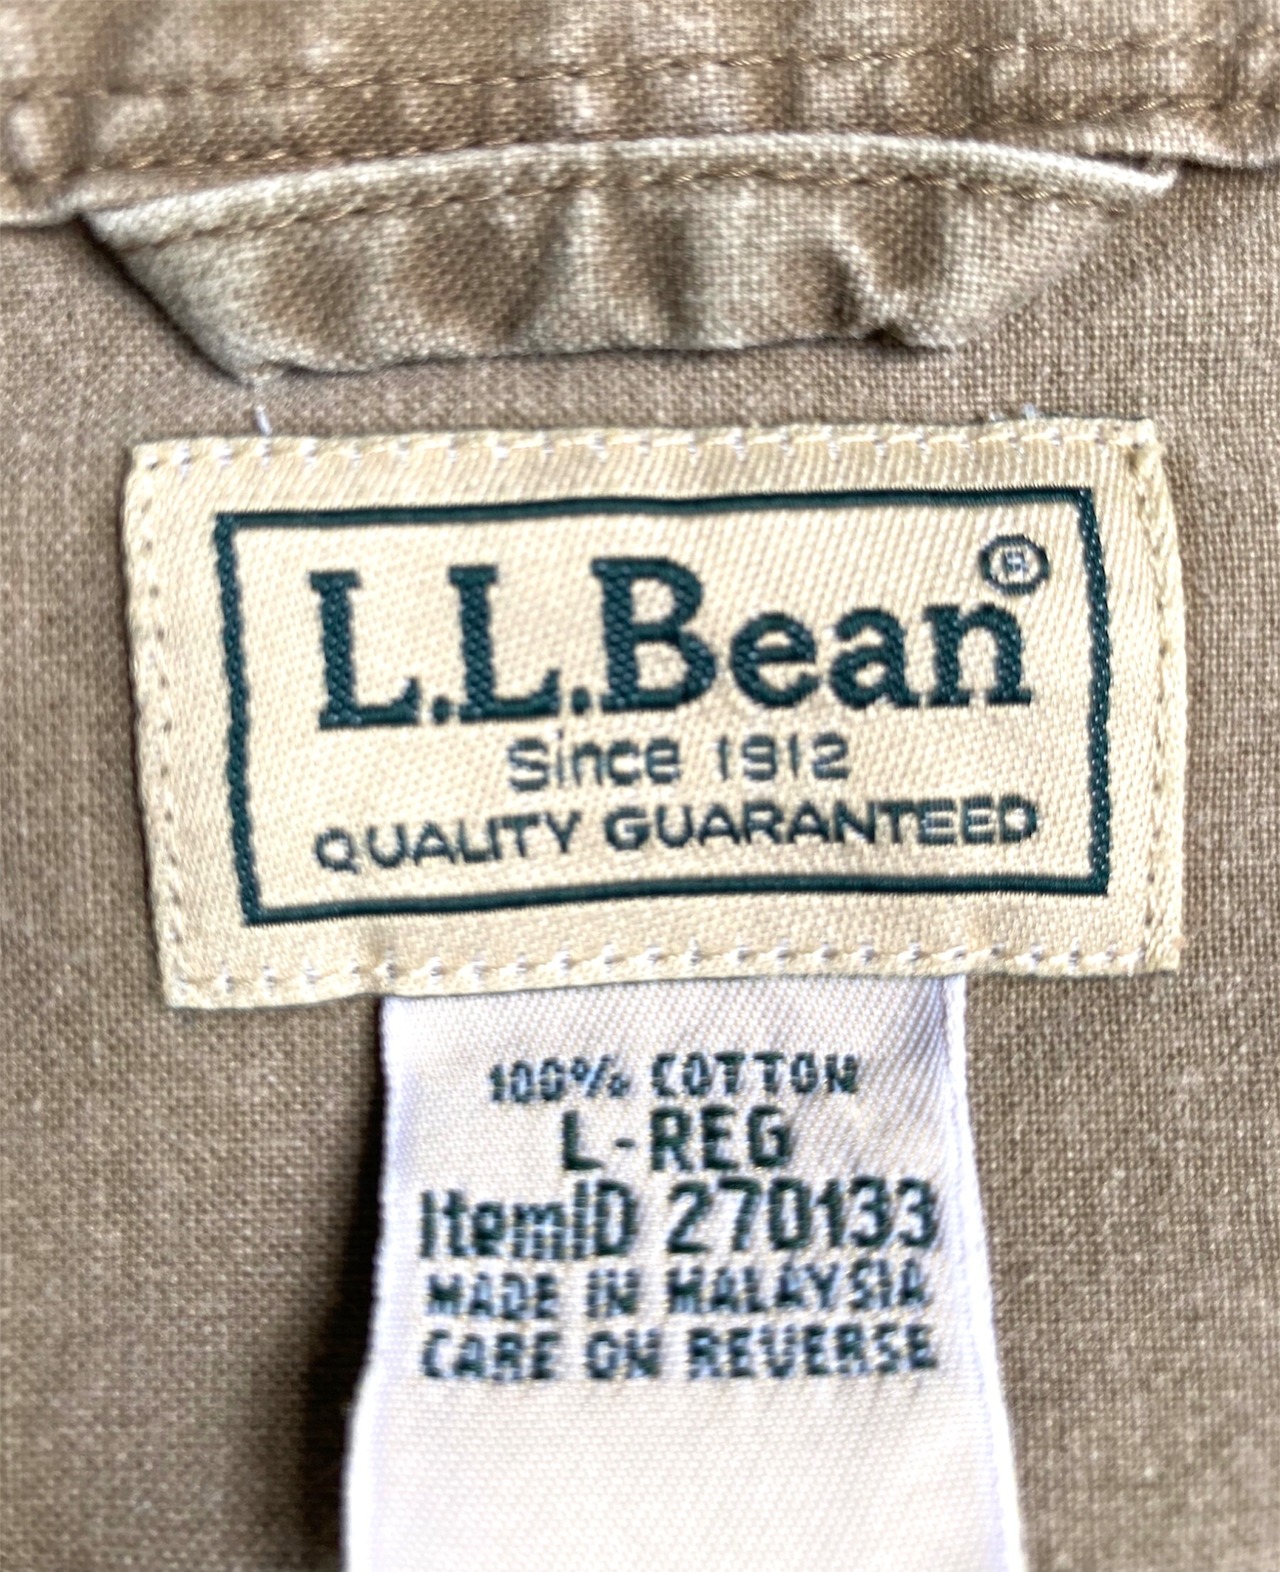 L.L.Bean®
Since 1912
QUALITY GUARANTEED
100% COTTON
L-REG
ItemID 270133
MADE IN MALAYSIA
CARE ON REVERSE